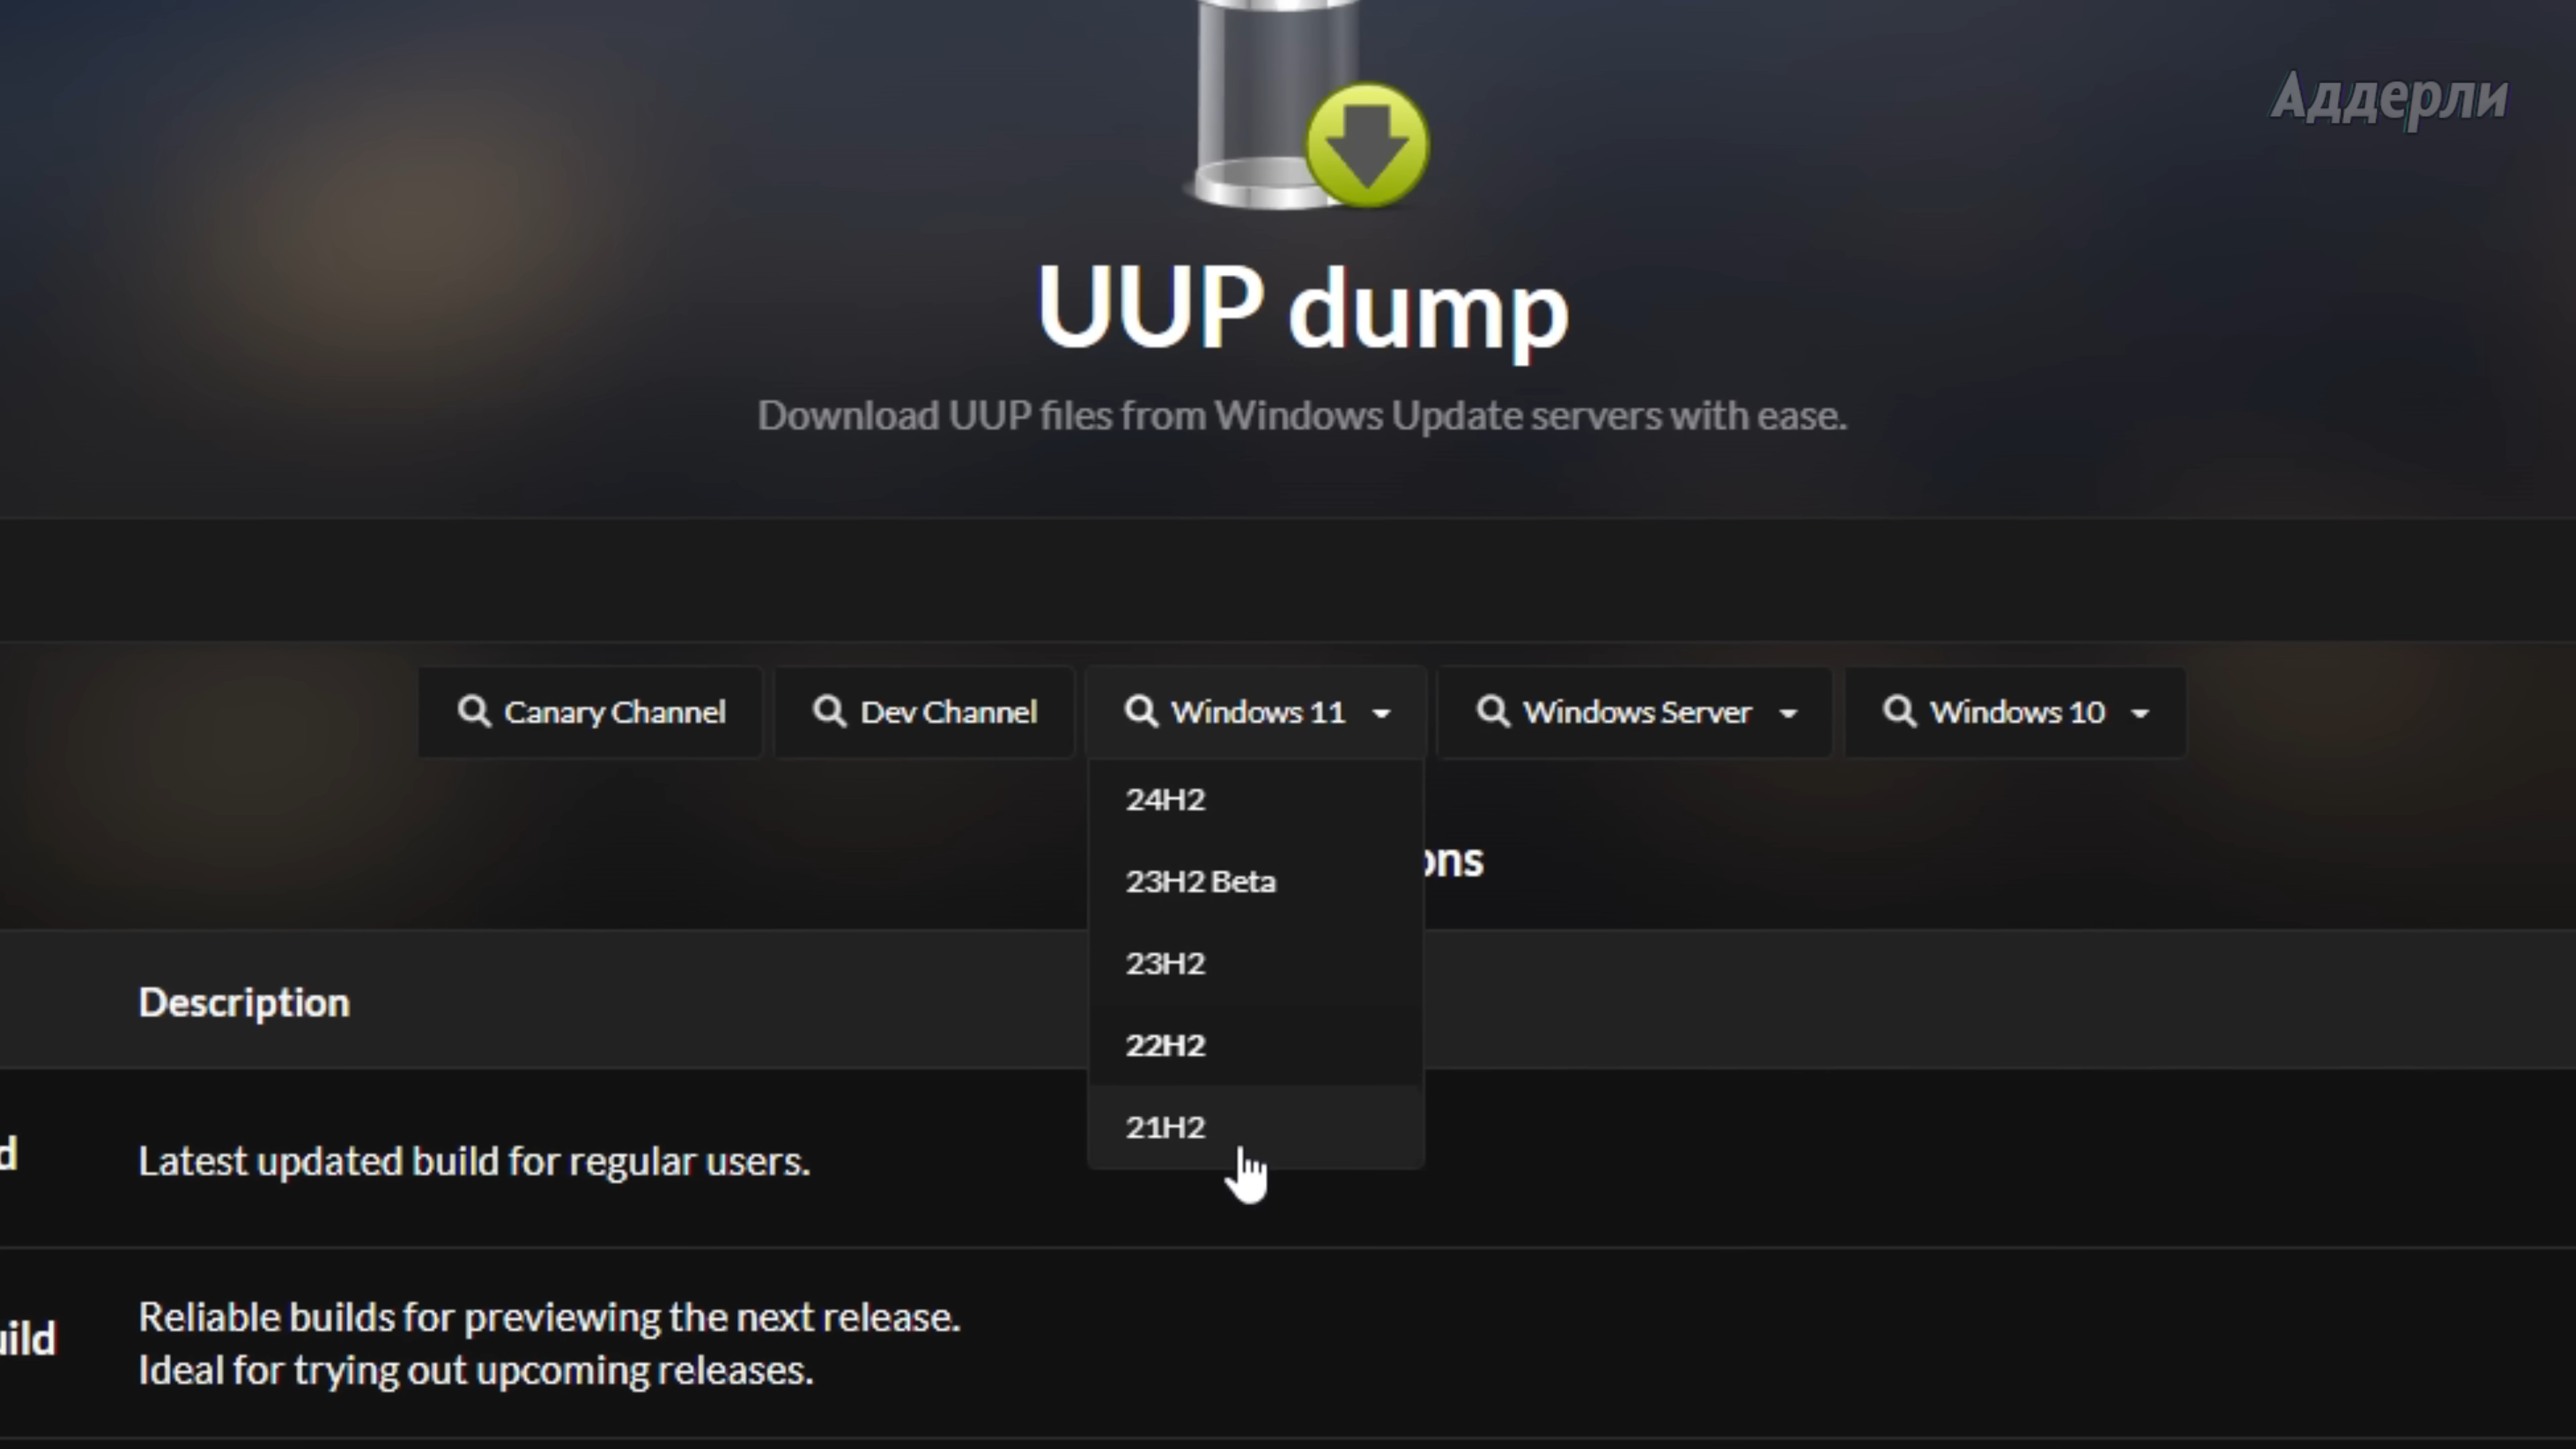 Аддерли
UUP dump
Download UUP files from Windows Update servers with ease.
Canary Channel
Dev Channel
Windows 11
Windows Server
Windows 10
24H2
23H2 Beta
23H2
22H2
21H2
Description
Latest updated build for regular users.
Reliable builds for previewing the next release.
Ideal for trying out upcoming releases.